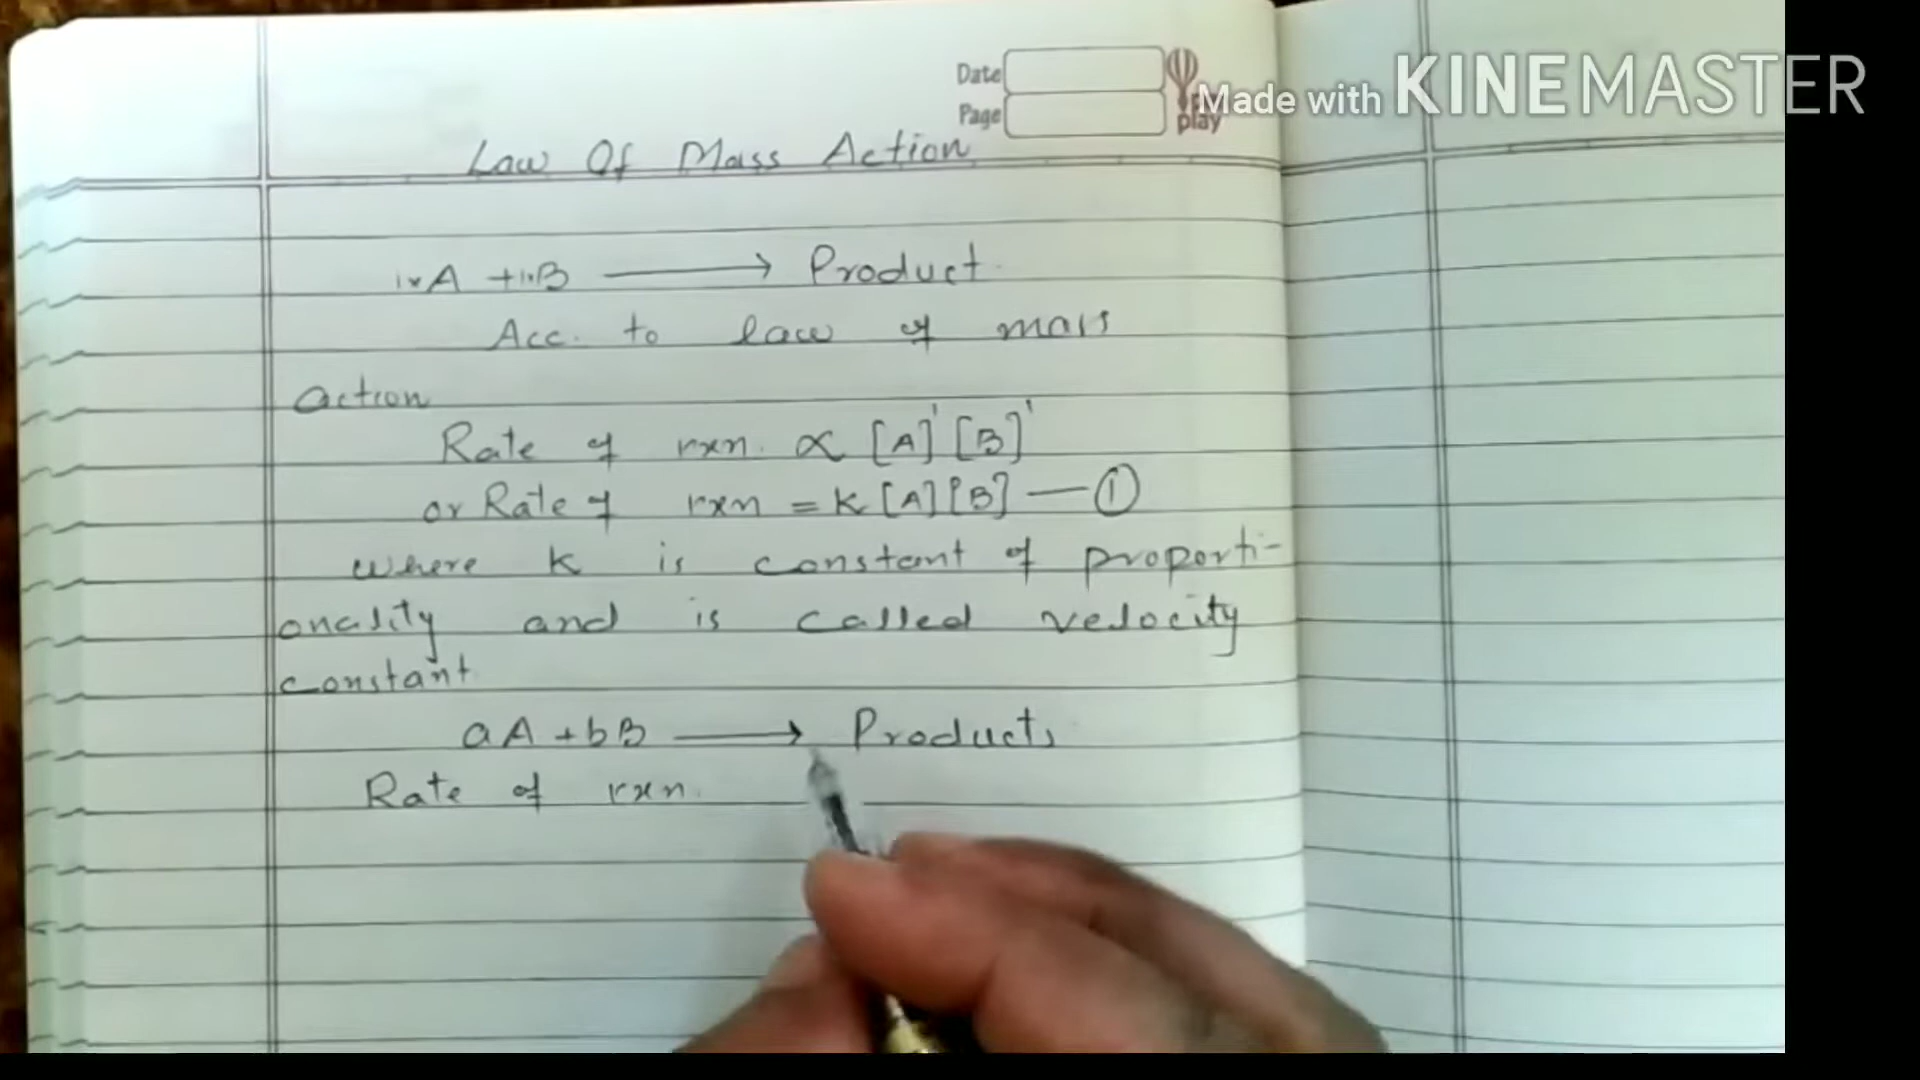 Date
Page
play
Made with KINEMASTER
Law Of Mass Action
A + B ⟶ Product
Acc. to law of mass
action
Rate of rxn. ∝ [A]¹ [B]¹
or Rate of rxn = K [A] [B] — ①
where K is constant of proporti-
onality and is called velocity
constant
aA + bB ⟶ Products
Rate of rxn.